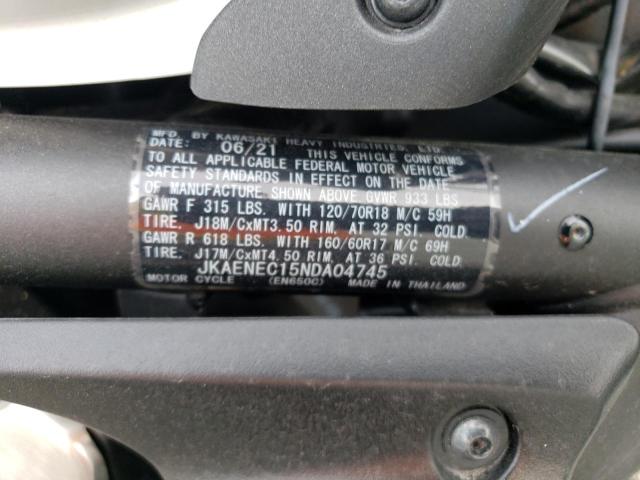 MFD. BY KAWASAKI HEAVY INDUSTRIES, LTD.
DATE: 06/21 THIS VEHICLE CONFORMS
TO ALL APPLICABLE FEDERAL MOTOR VEHICLE
SAFETY STANDARDS IN EFFECT ON THE DATE
OF MANUFACTURE SHOWN ABOVE GVWR 933 LBS
GAWR F 315 LBS. WITH 120/70R18 M/C 59H
TIRE. J18M/CxMT3.50 RIM. AT 32 PSI. COLD.
GAWR R 618 LBS. WITH 160/60R17 M/C 69H
TIRE. J17M/CxMT4.50 RIM. AT 36 PSI. COLD.
JKAENEC15NDA04745
MOTOR CYCLE (EN650C) MADE IN THAILAND